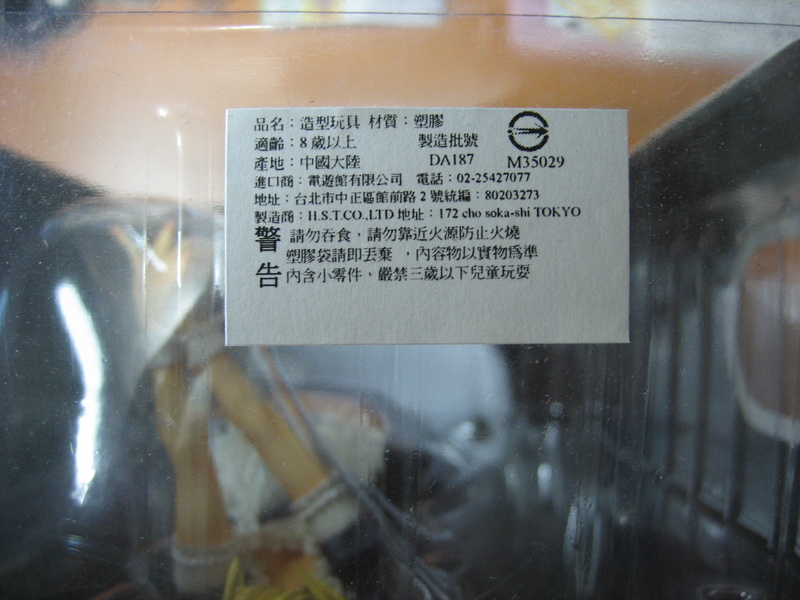 品名：造型玩具 材質：塑膠
適齡：8歲以上 製造批號
產地：中國大陸 DA187 M35029
進口商：電遊館有限公司 電話：02-25427077
地址：台北市中正區館前路2號統編：80203273
製造商：H.S.T.CO.,LTD 地址：172 cho soka-shi TOKYO
警告
請勿吞食，請勿靠近火源防止火燒
塑膠袋請即丟棄 ，內容物以實物為準
內含小零件，嚴禁三歲以下兒童玩耍